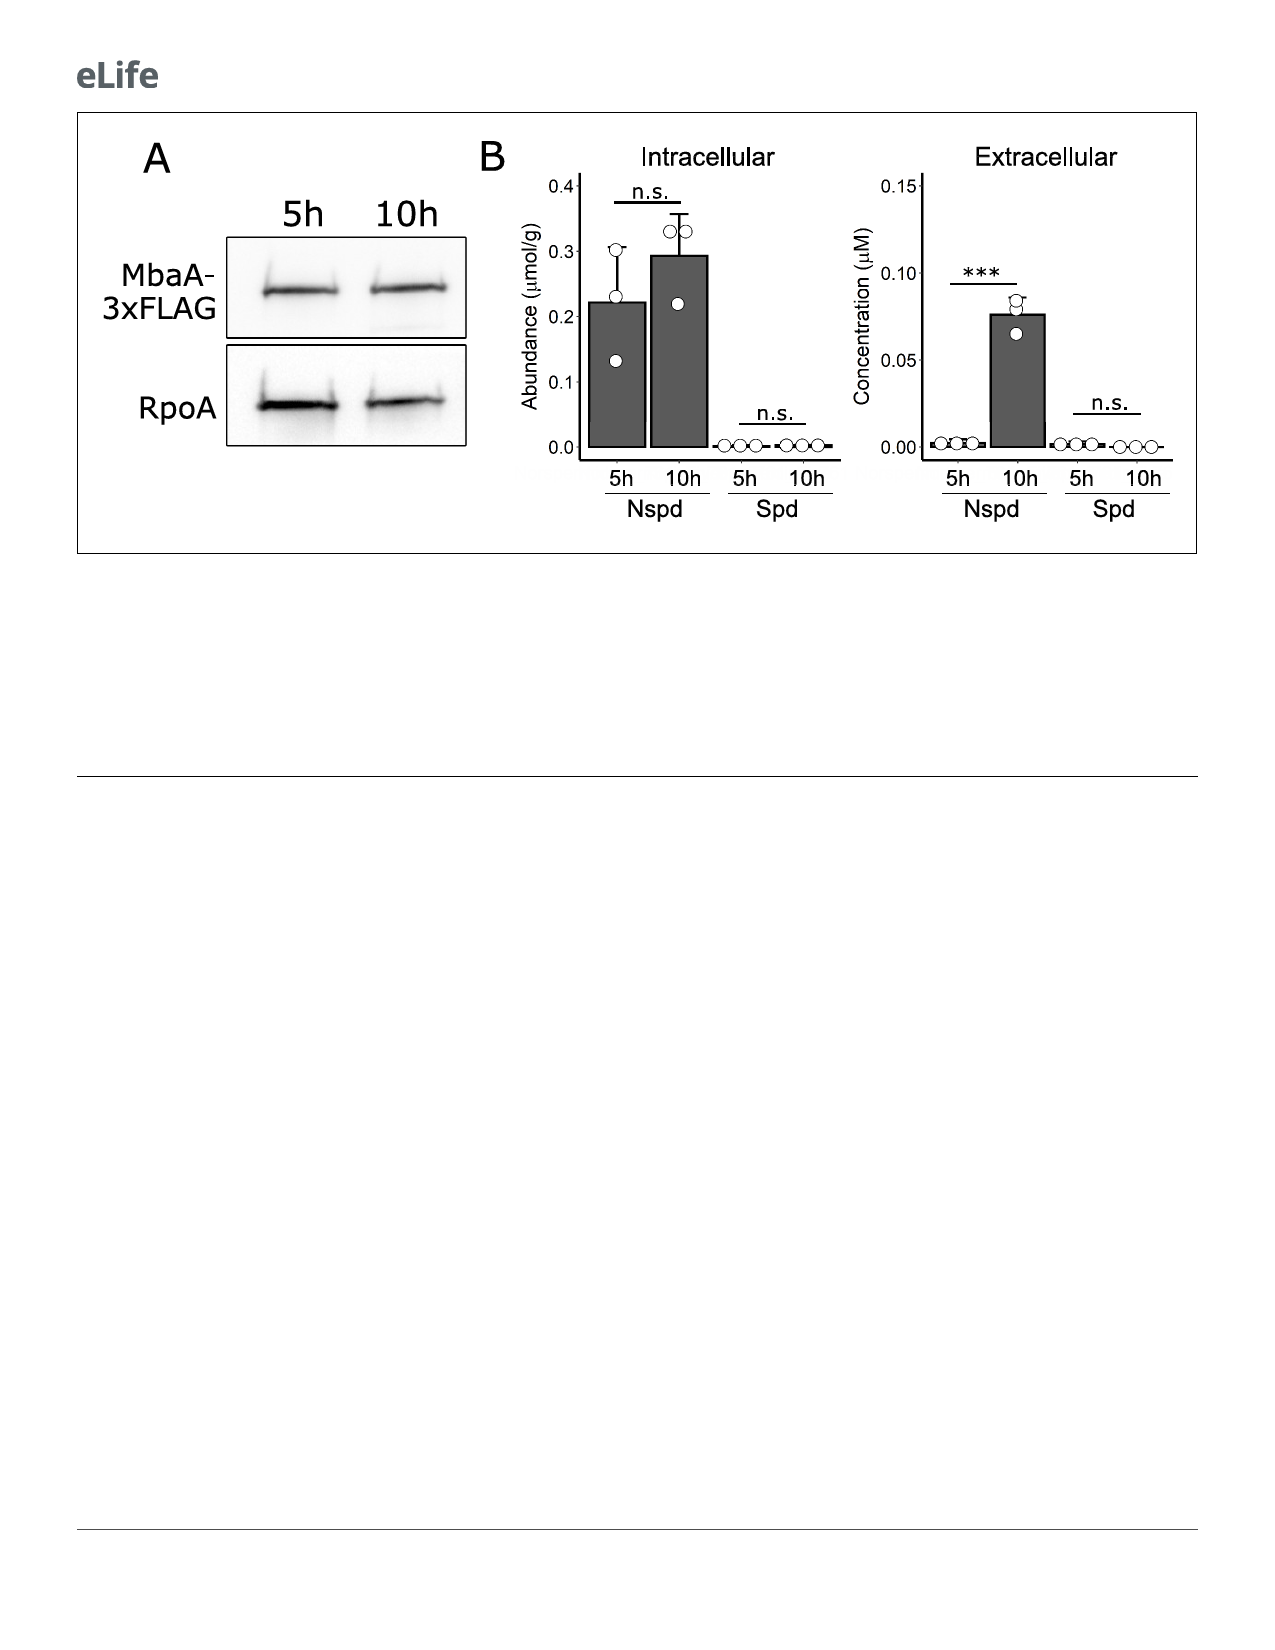 eLife
A
5h 10h
MbaA-
3xFLAG
RpoA
B
Intracellular
Abundance (μmol/g)
0.4
0.3
0.2
0.1
0.0
n.s.
n.s.
5h 10h 5h 10h
Nspd Spd
Extracellular
Concentration (μM)
0.15
0.10
0.05
0.00
***
n.s.
5h 10h 5h 10h
Nspd Spd